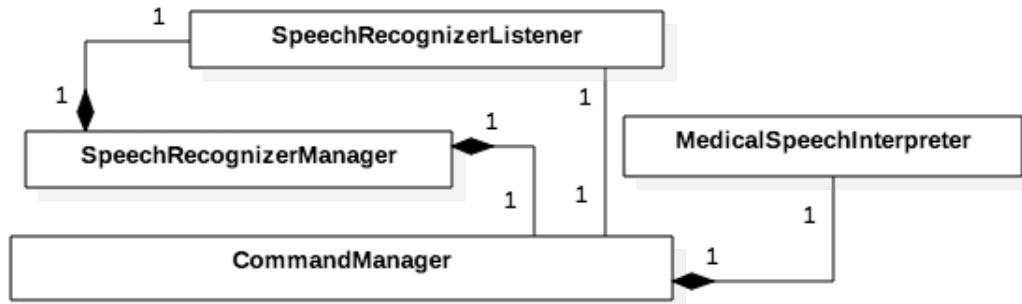 1
SpeechRecognizerListener
1
1
1
SpeechRecognizerManager
MedicalSpeechInterpreter
1
1
1
CommandManager
1